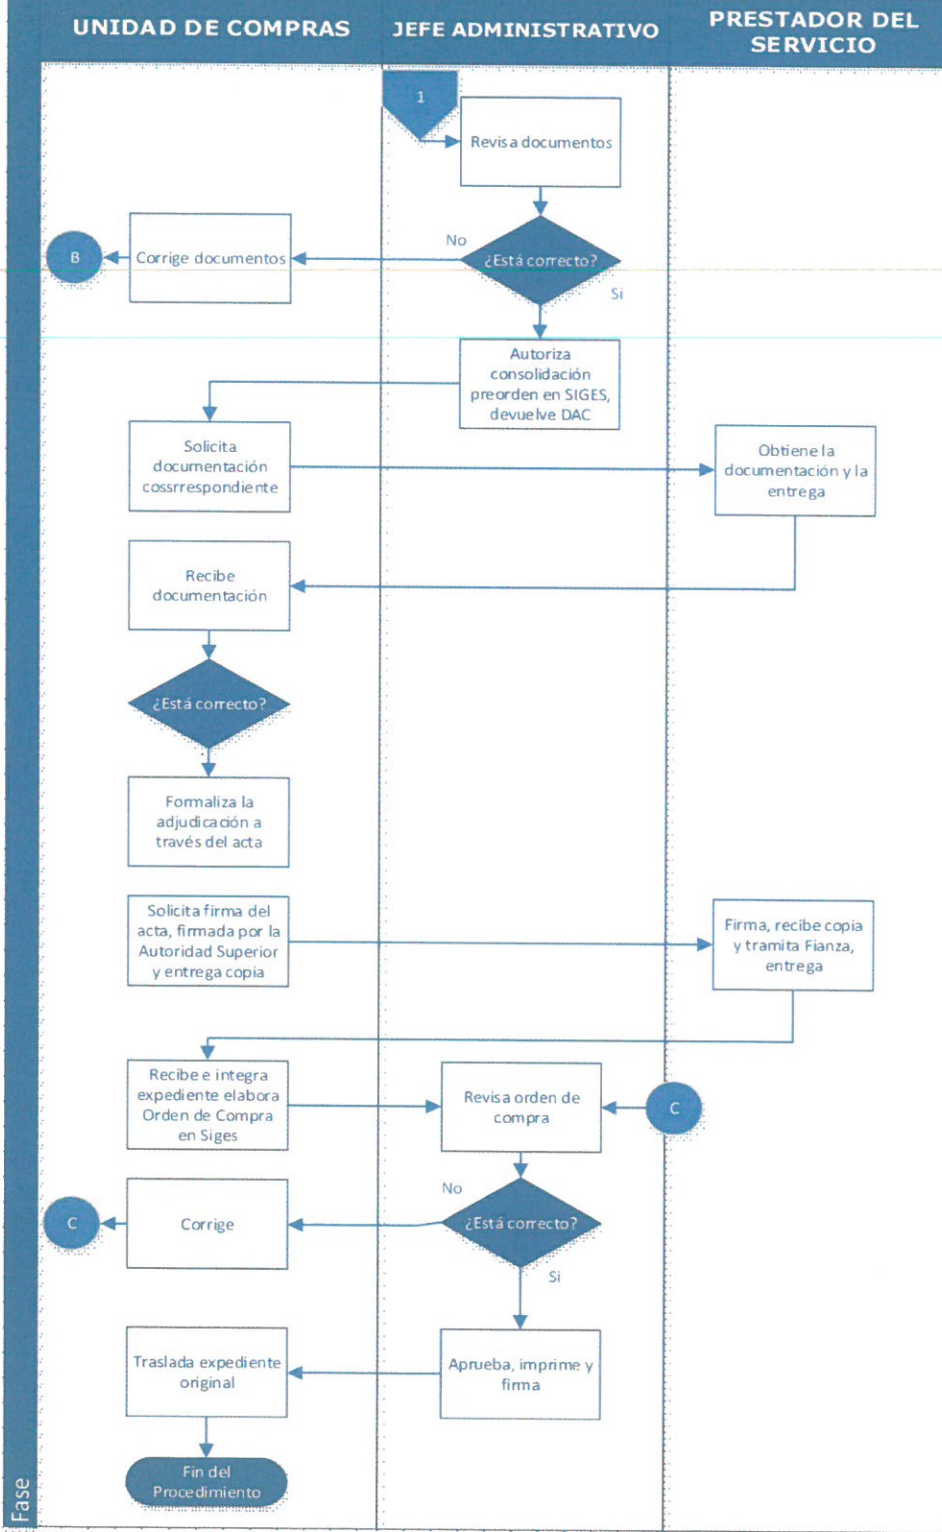 UNIDAD DE COMPRAS
JEFE ADMINISTRATIVO
PRESTADOR DEL
SERVICIO
1
Revisa documentos
No
¿Está correcto?
Si
B
Corrige documentos
Autoriza
consolidación
preorden en SIGES,
devuelve DAC
Solicita
documentación
cossrrespondiente
Obtiene la
documentación y la
entrega
Recibe
documentación
¿Está correcto?
Formaliza la
adjudicación a
través del acta
Solicita firma del
acta, firmada por la
Autoridad Superior
y entrega copia
Firma, recibe copia
y tramita Fianza,
entrega
Recibe e integra
expediente elabora
Orden de Compra
en Siges
Revisa orden de
compra
C
No
¿Está correcto?
Si
C
Corrige
Aprueba, imprime y
firma
Traslada expediente
original
Fin del
Procedimiento
Fase